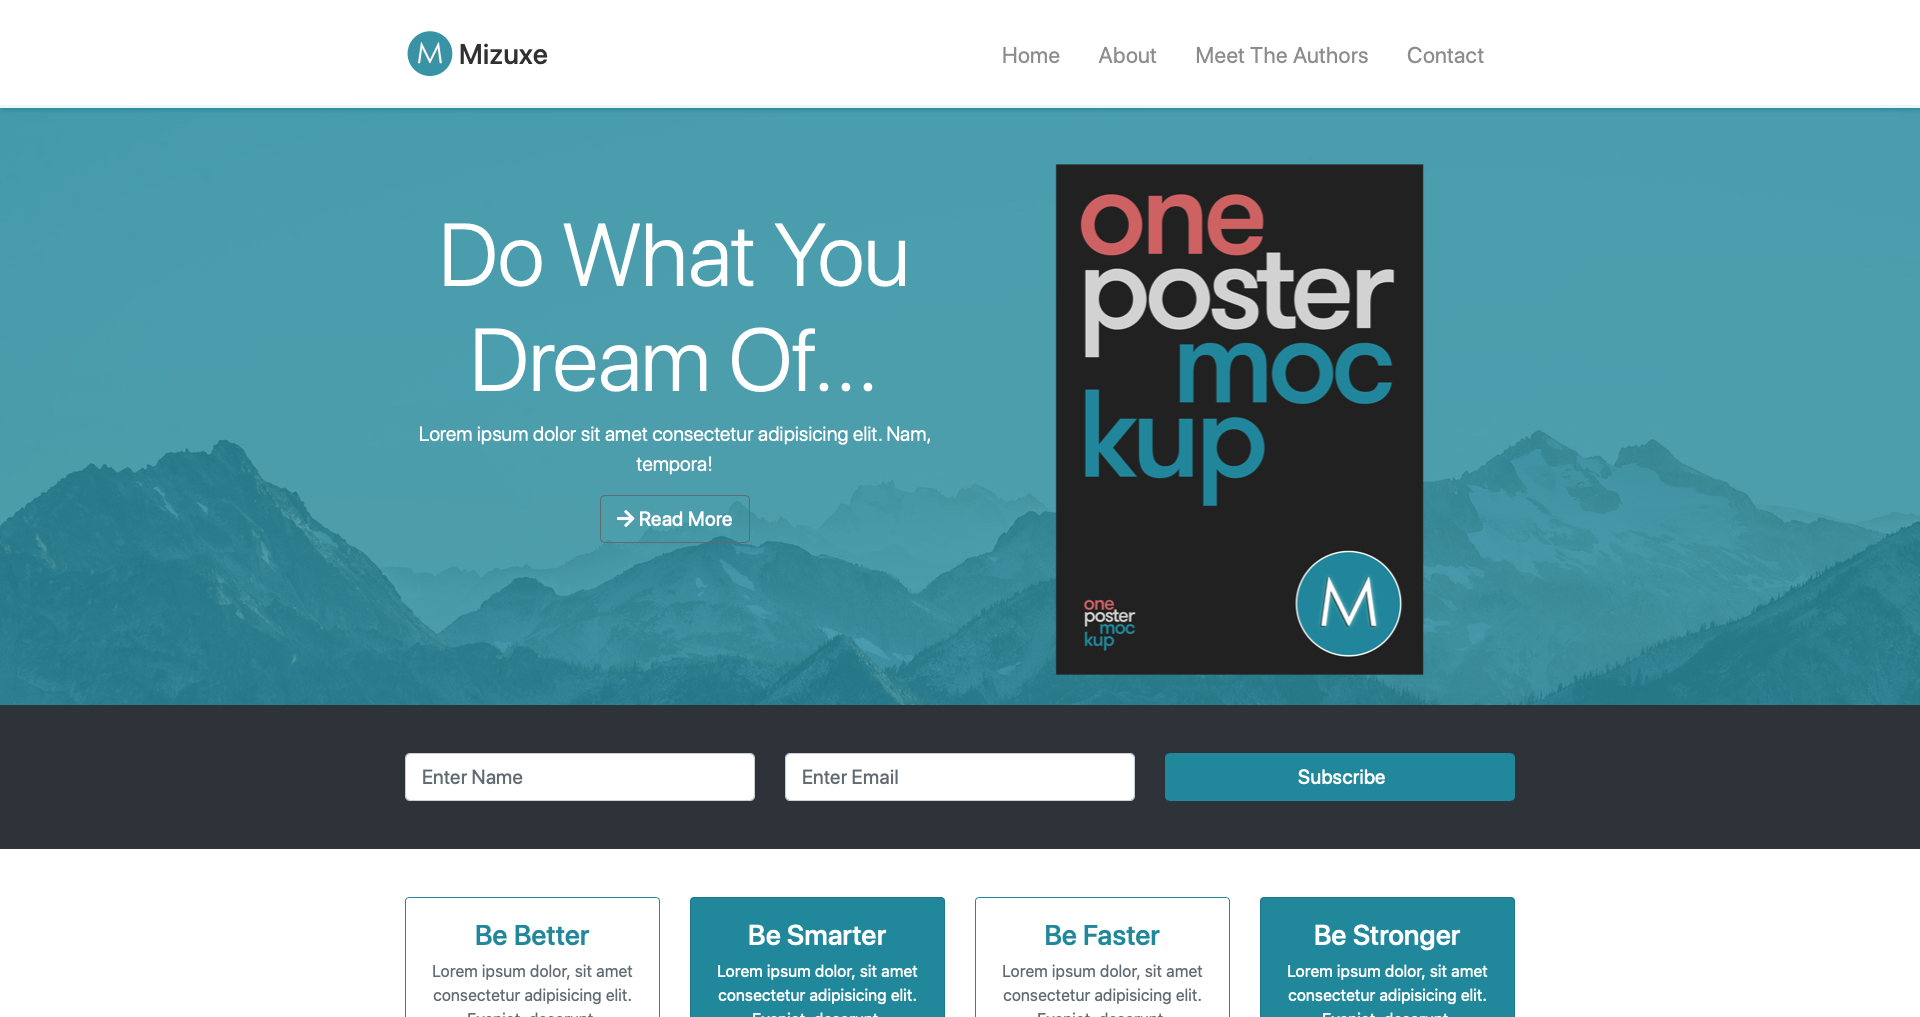 M Mizuxe
Home About Meet The Authors Contact
Do What You
Dream Of...
Lorem ipsum dolor sit amet consectetur adipisicing elit. Nam,
tempora!
Read More
one
poster
moc
kup
one
poster
moc
kup
M
Enter Name
Enter Email
Subscribe
Be Better
Lorem ipsum dolor, sit amet
consectetur adipisicing elit.
Be Smarter
Lorem ipsum dolor, sit amet
consectetur adipisicing elit.
Be Faster
Lorem ipsum dolor, sit amet
consectetur adipisicing elit.
Be Stronger
Lorem ipsum dolor, sit amet
consectetur adipisicing elit.